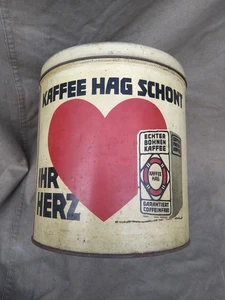 KAFFEE HAG SCHONT
IHR
HERZ
ECHTER
BOHNEN
KAFFEE
KAFFEE
HAG
GARANTIERT
COFFEINFREI